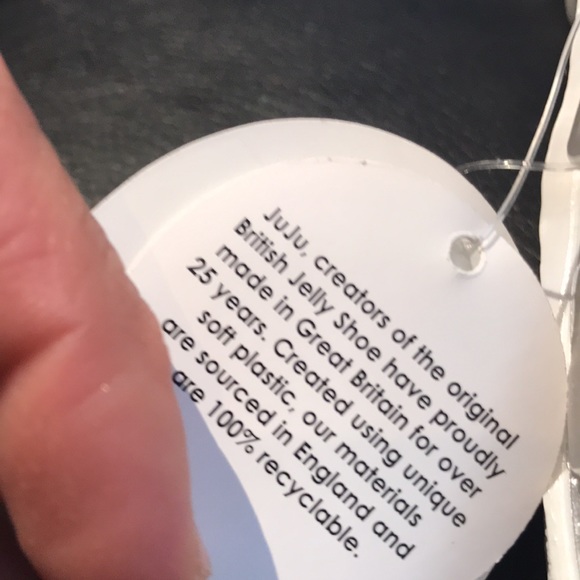 JuJu, creators of the original
British Jelly Shoe have proudly
made in Great Britain for over
25 years. Created using unique
soft plastic, our materials
are sourced in England and
are 100% recyclable.